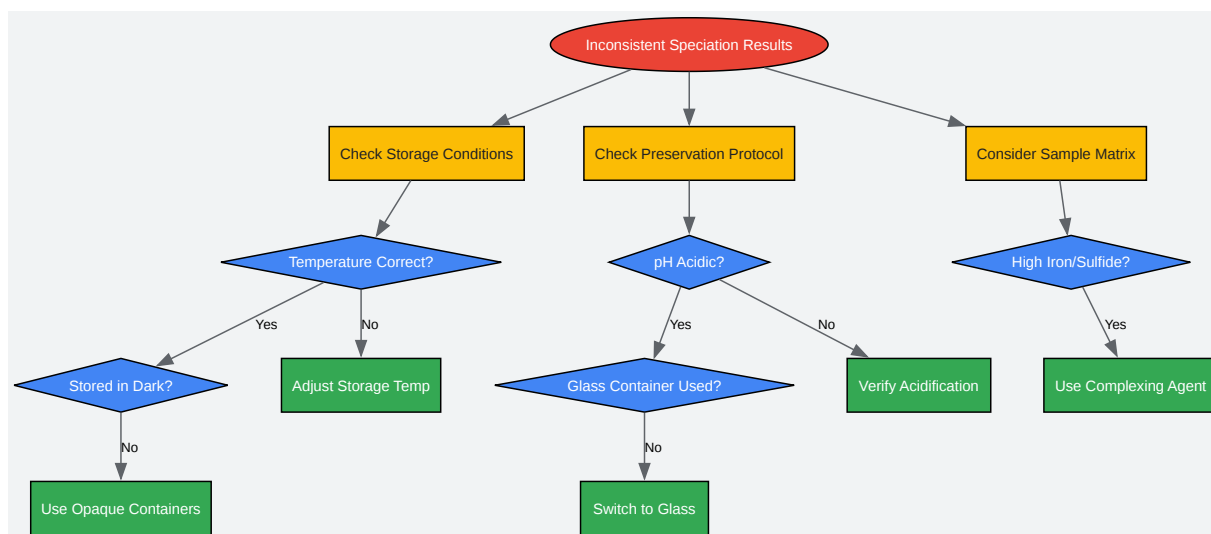 Inconsistent Speciation Results
Check Storage Conditions
Check Preservation Protocol
Consider Sample Matrix
Temperature Correct?
pH Acidic?
High Iron/Sulfide?
Yes
No
Yes
No
Yes
Stored in Dark?
Adjust Storage Temp
Glass Container Used?
Verify Acidification
Use Complexing Agent
No
No
Use Opaque Containers
Switch to Glass